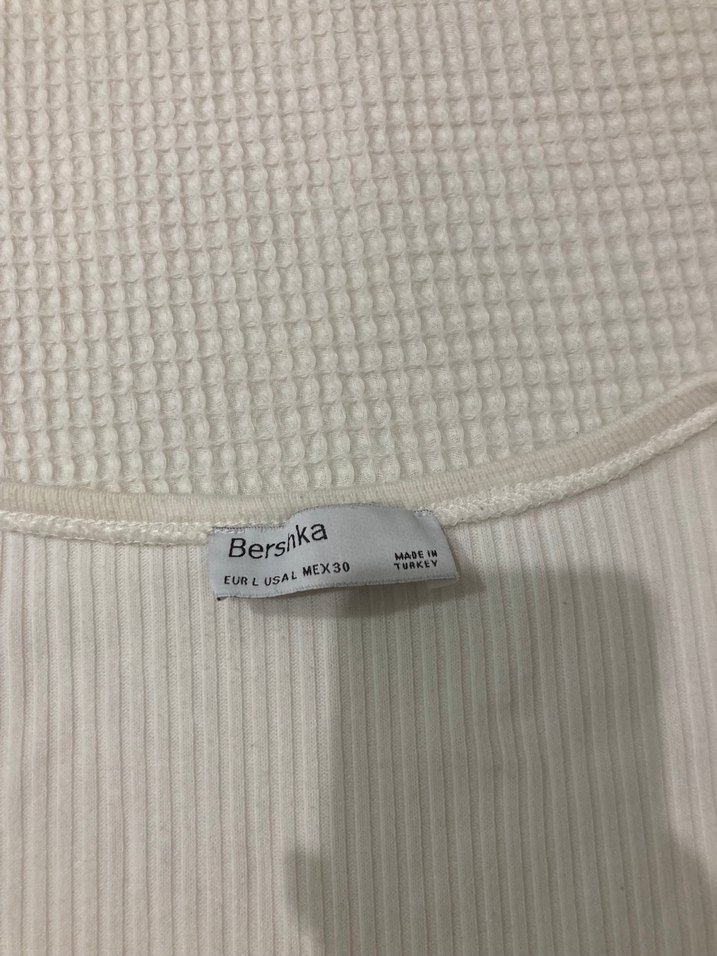 Bershka
EUR L USA L MEX 30
MADE IN
TURKEY